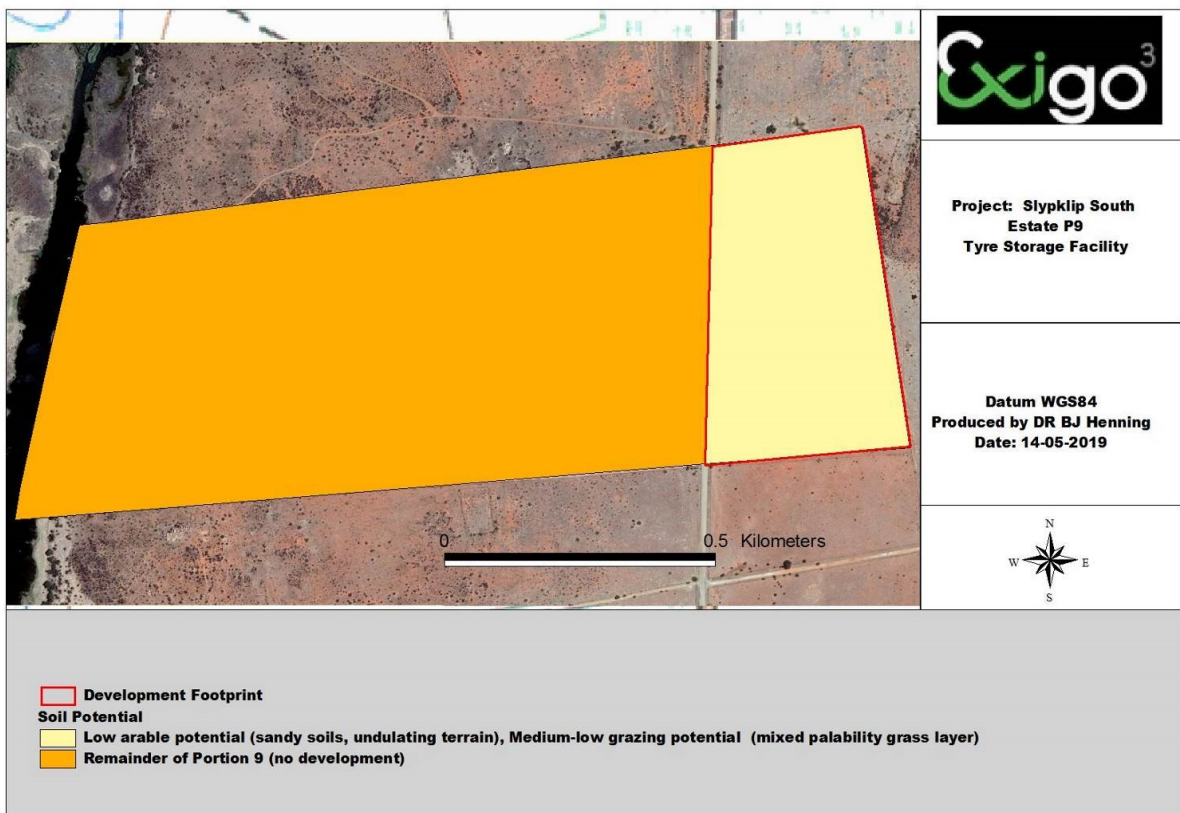 Exigo3
Project: Slypklip South
Estate P9
Tyre Storage Facility
Datum WGS84
Produced by DR BJ Henning
Date: 14-05-2019
N
W E
S
0 0.5 Kilometers
Development Footprint
Soil Potential
Low arable potential (sandy soils, undulating terrain), Medium-low grazing potential (mixed palability grass layer)
Remainder of Portion 9 (no development)